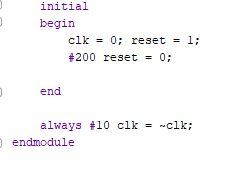 initial
begin
clk = 0; reset = 1;
#200 reset = 0;
end
always #10 clk = ~clk;
endmodule